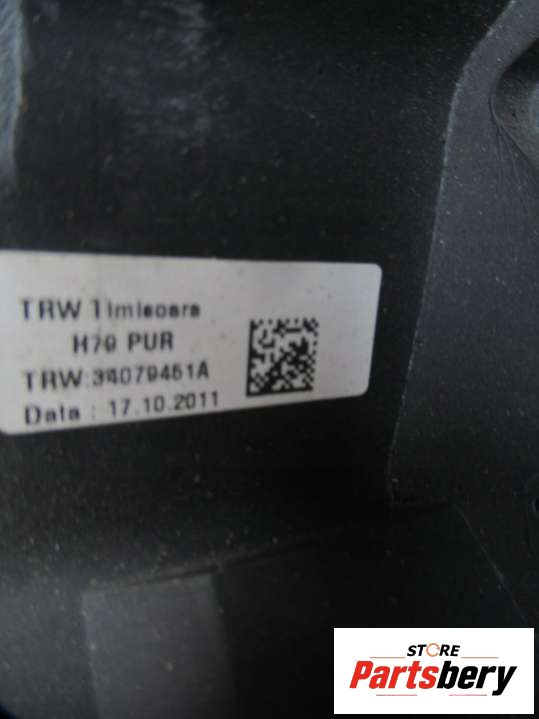 TRW Timisoara
H79 PUR
TRW:34079451A
Data : 17.10.2011
STORE
Partsbery